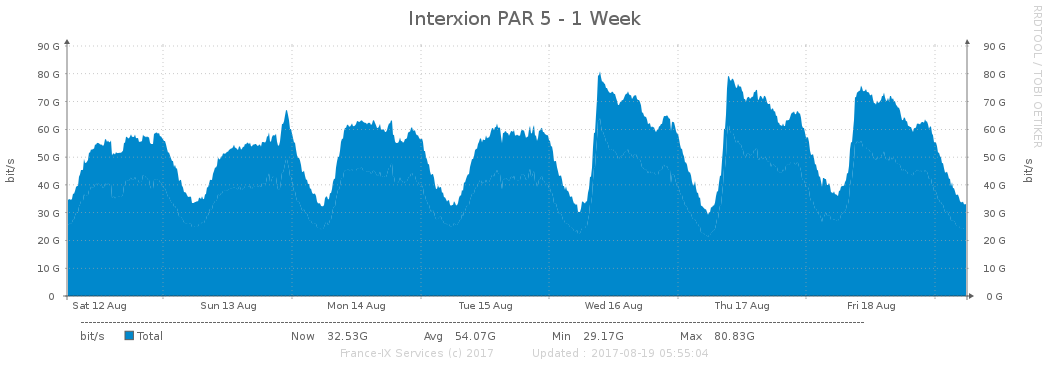 Interxion PAR 5 - 1 Week
RRDTOOL / TOBI OETIKER
90 G 90 G
80 G 80 G
70 G 70 G
60 G 60 G
50 G 50 G
40 G 40 G
30 G 30 G
20 G 20 G
10 G 10 G
0 0 G
bit/s
bit/s
Sat 12 Aug Sun 13 Aug Mon 14 Aug Tue 15 Aug Wed 16 Aug Thu 17 Aug Fri 18 Aug
bit/s Total Now 32.53G Avg 54.07G Min 29.17G Max 80.83G
France-IX Services (c) 2017 Updated : 2017-08-19 05:55:04